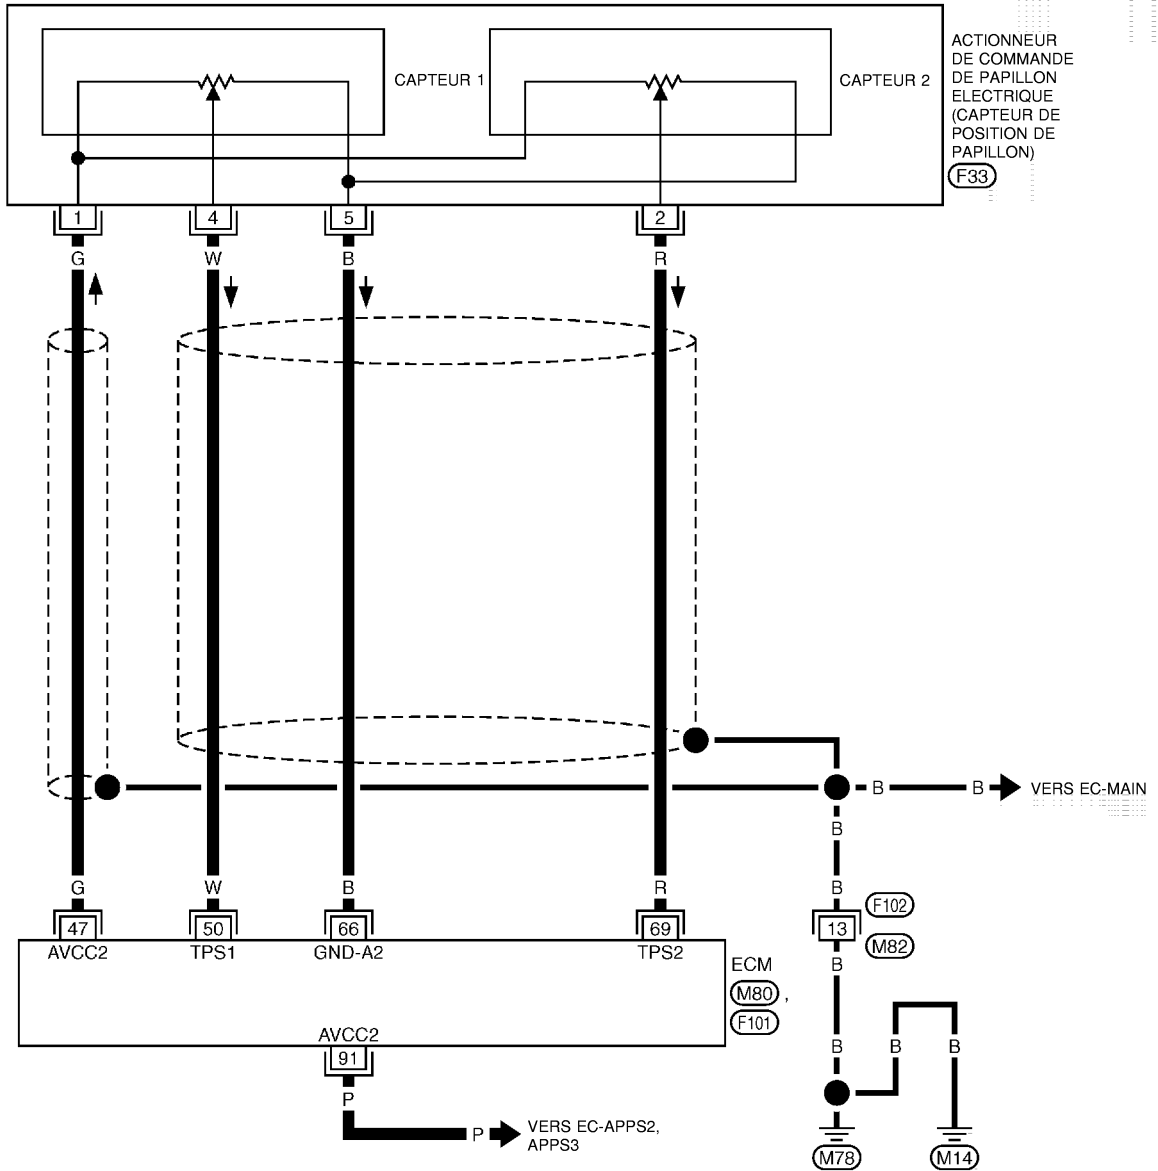 CAPTEUR 1
CAPTEUR 2
ACTIONNEUR
DE COMMANDE
DE PAPILLON
ELECTRIQUE
(CAPTEUR DE
POSITION DE
PAPILLON)
F33
1 4 5 2
G W B R
B B VERS EC-MAIN
B
G W B R B
F102
47 50 66 69 13
M82
AVCC2 TPS1 GND-A2 TPS2
ECM B
M80 ,
F101
AVCC2
B B B
91
P
P VERS EC-APPS2,
APPS3
M78 M14